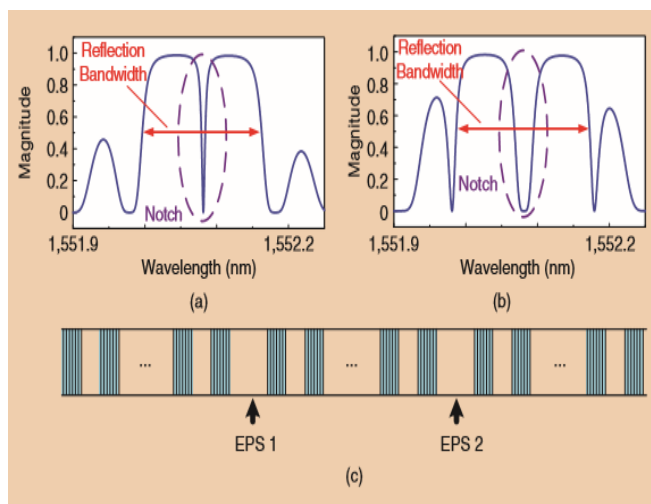 1.0
0.8
0.6
0.4
0.2
0
Magnitude
Reflection
Bandwidth
Notch
1,551.9
1,552.2
Wavelength (nm)
(a)
1.0
0.8
0.6
0.4
0.2
0
Magnitude
Reflection
Bandwidth
Notch
1,551.9
1,552.2
Wavelength (nm)
(b)
... ... ...
EPS 1
EPS 2
(c)